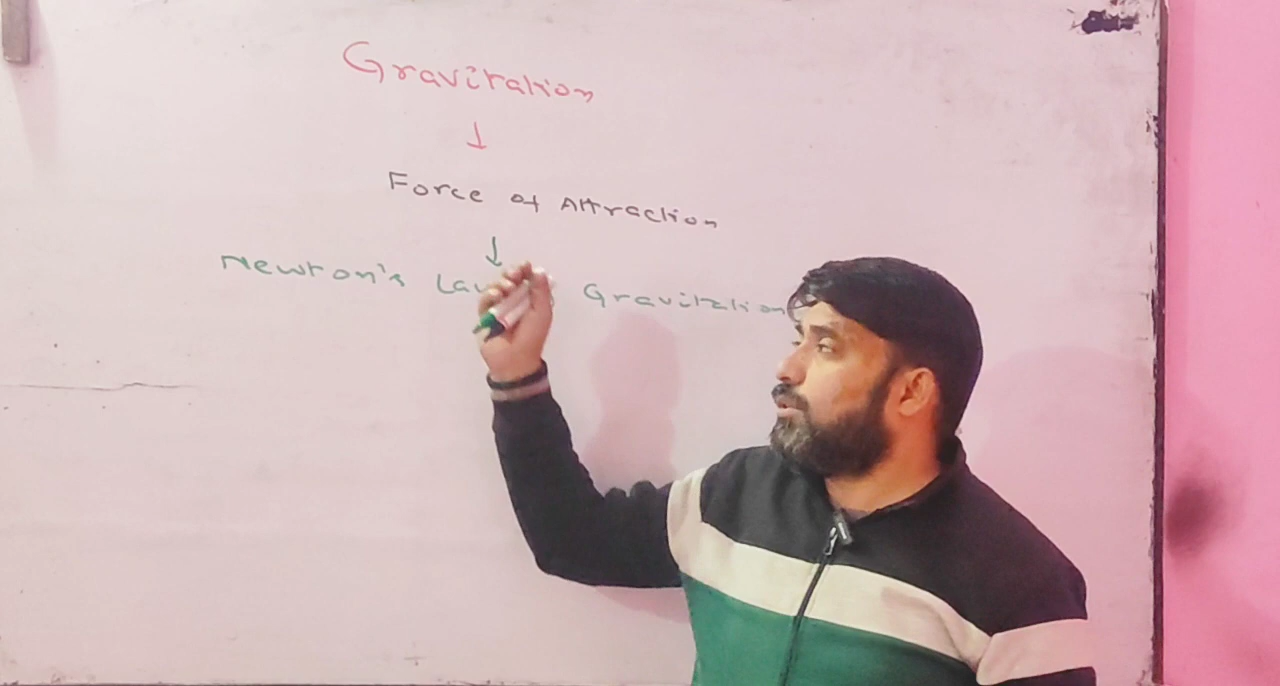 Gravitation
↓
Force of Attraction
↓
Newton's Gravitation